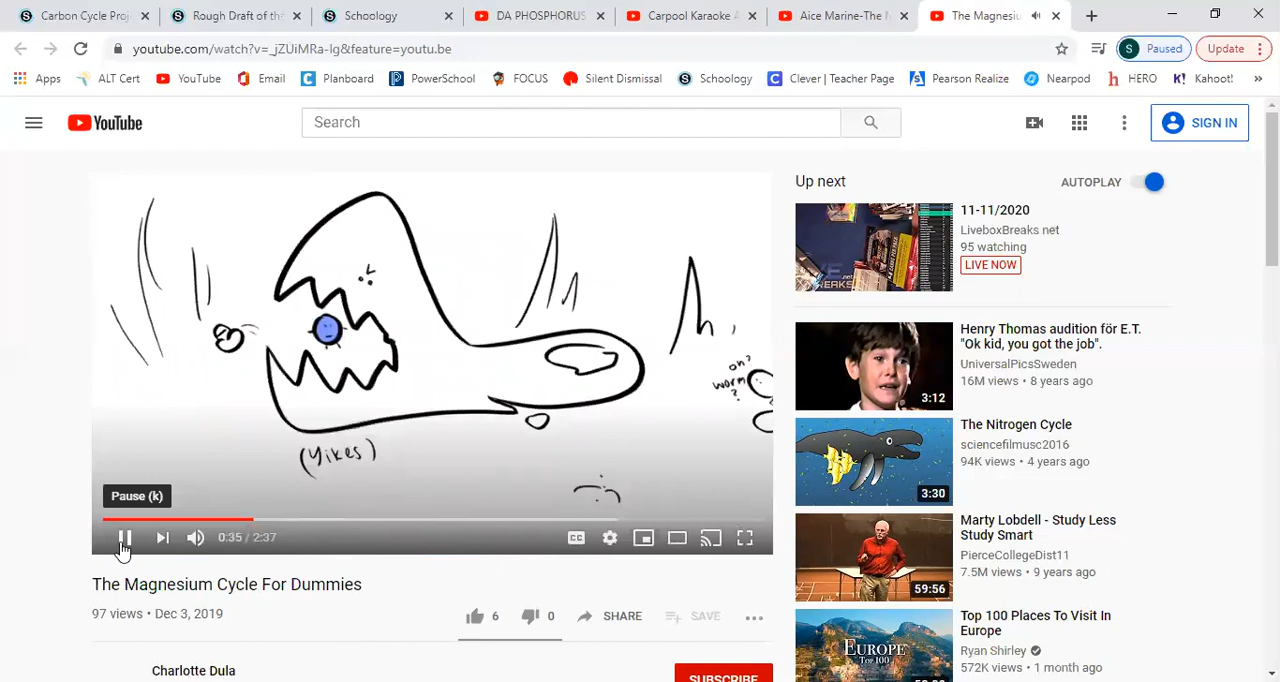 Carbon Cycle Proj
Rough Draft of th
Schoology
DA PHOSPHORUS
Carpool Karaoke
Aice Marine-The M
The Magnesiu
youtube.com/watch?v=_jZUiMRa-Ig&feature=youtu.be
S Paused
Update
Apps
ALT Cert
YouTube
Email
Planboard
PowerSchool
FOCUS
Silent Dismissal
Schoology
Clever | Teacher Page
Pearson Realize
Nearpod
HERO
Kahoot!
»
YouTube
Search
SIGN IN
Up next
AUTOPLAY
11-11/2020
LiveboxBreaks net
95 watching
LIVE NOW
on?
worm
?
(Yikes)
Henry Thomas audition för E.T.
"Ok kid, you got the job".
UniversalPicsSweden
16M views • 8 years ago
3:12
The Nitrogen Cycle
sciencefilmusc2016
94K views • 4 years ago
3:30
Pause (k)
0:35 / 2:37
CC
Marty Lobdell - Study Less
Study Smart
PierceCollegeDist11
7.5M views • 9 years ago
59:56
The Magnesium Cycle For Dummies
97 views • Dec 3, 2019
6
0
SHARE
SAVE
Top 100 Places To Visit In
Europe
Ryan Shirley
572K views • 1 month ago
EUROPE
TOP 100
Charlotte Dula
SUBSCRIBE